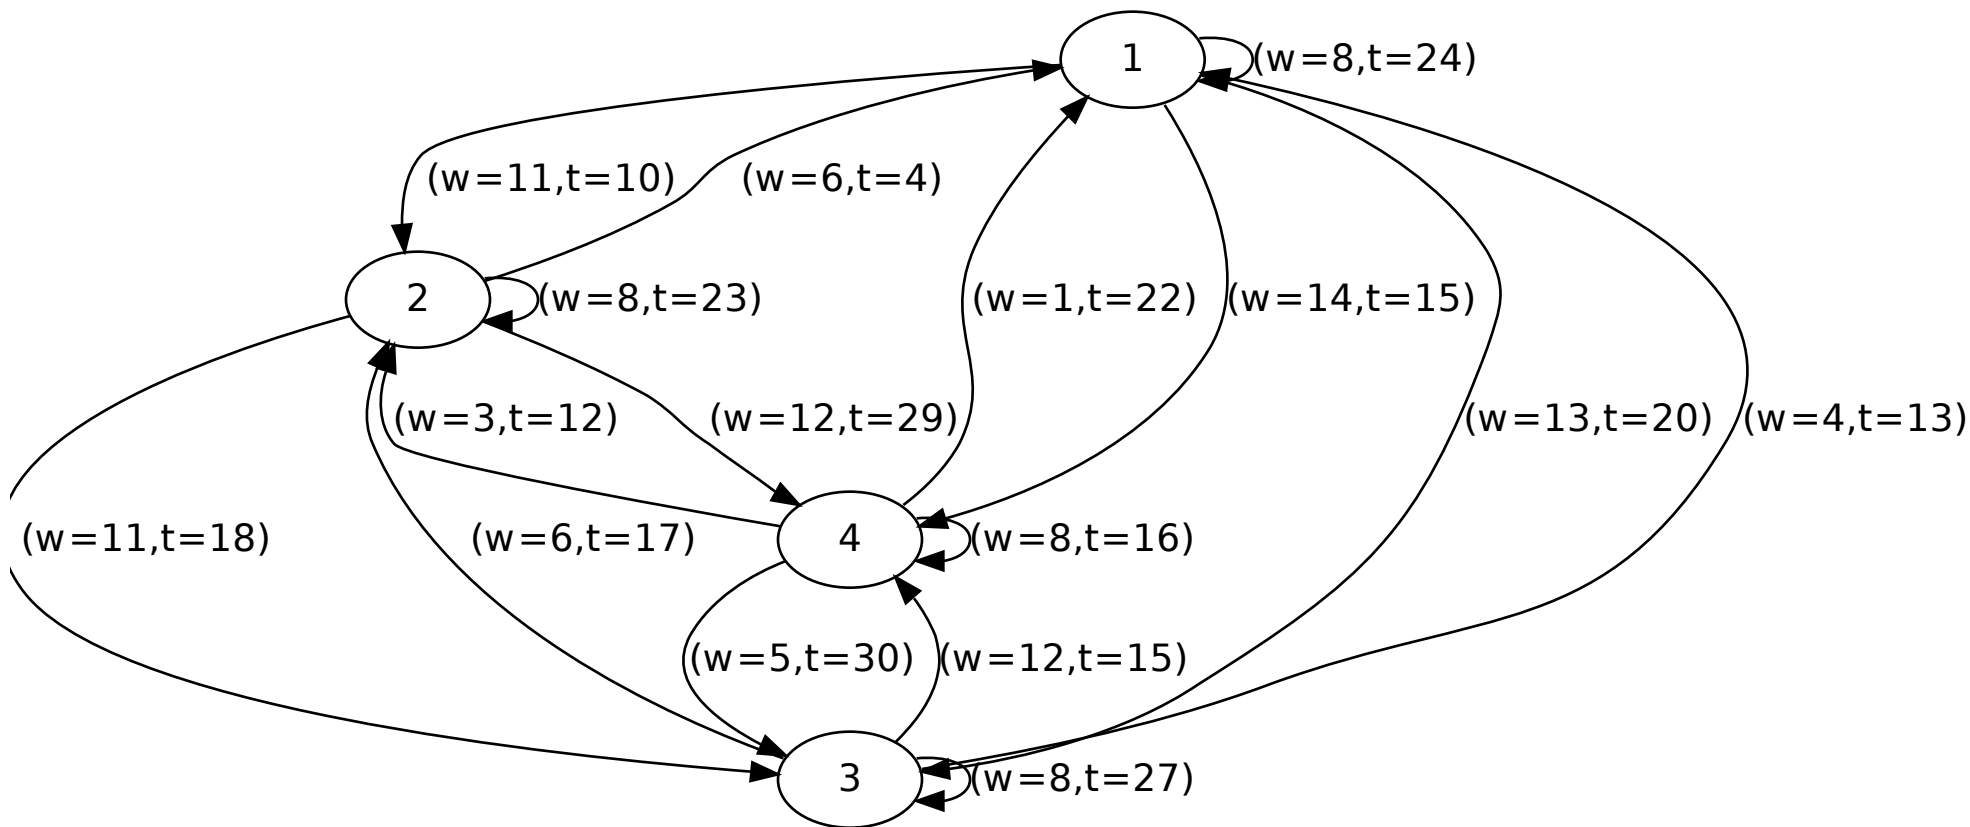 1
(w=8,t=24)
(w=11,t=10)
(w=6,t=4)
2
(w=8,t=23)
(w=1,t=22)
(w=14,t=15)
(w=3,t=12)
(w=12,t=29)
(w=13,t=20)
(w=4,t=13)
(w=11,t=18)
(w=6,t=17)
4
(w=8,t=16)
(w=5,t=30)
(w=12,t=15)
3
(w=8,t=27)